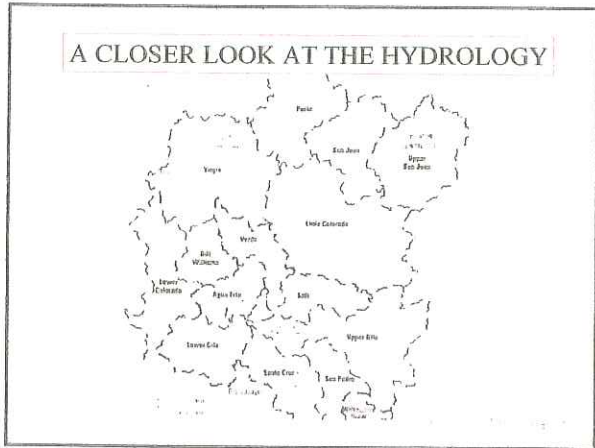 A CLOSER LOOK AT THE HYDROLOGY
San Juan
Upper
San Juan
Virgin
Little Colorado
Verde
Bill
Williams
Lower
Colorado
Agua Fria
Salt
Lower Gila
Upper Gila
Santa Cruz
San Pedro